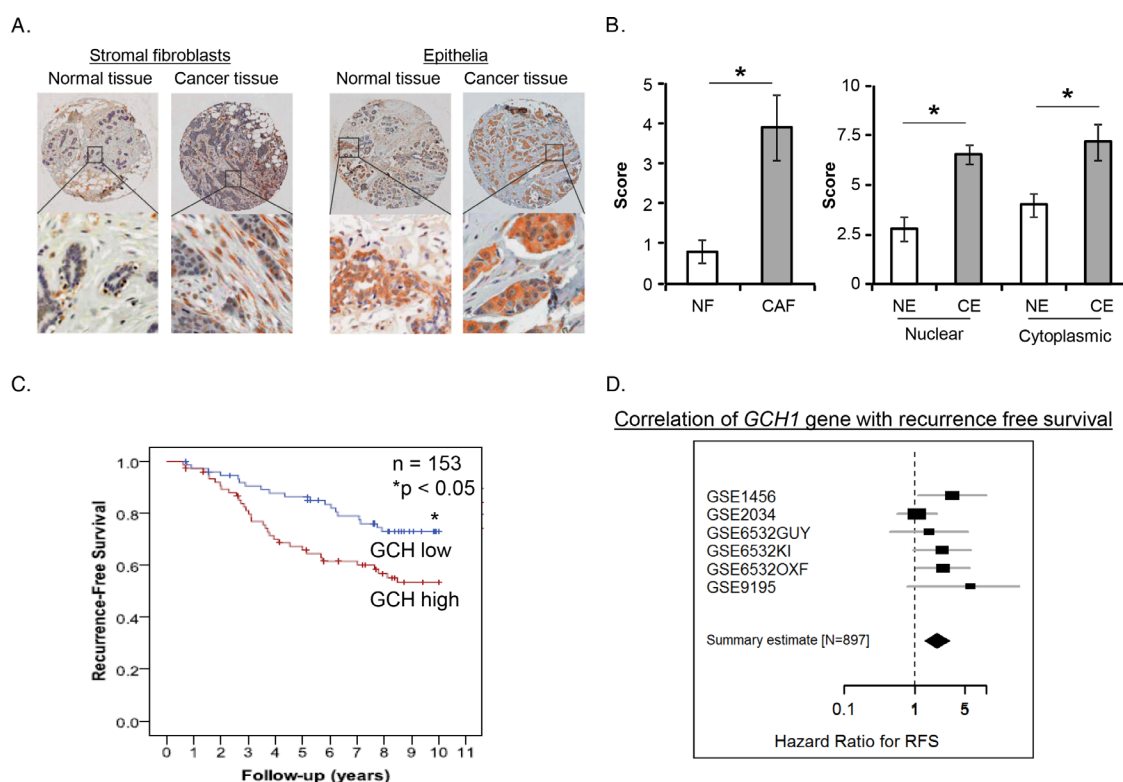 A.
Stromal fibroblasts
Normal tissue Cancer tissue
Epithelia
Normal tissue Cancer tissue
B.
Score
5
4
3
2
1
0
*
NF CAF
Score
10
7.5
5
2.5
0
*
*
NE CE NE CE
Nuclear Cytoplasmic
C.
Recurrence-Free Survival
1.0
0.8
0.6
0.4
0.2
0.0
n = 153
*p < 0.05
*
GCH low
GCH high
0 1 2 3 4 5 6 7 8 9 10 11
Follow-up (years)
D.
Correlation of GCH1 gene with recurrence free survival
GSE1456
GSE2034
GSE6532GUY
GSE6532KI
GSE6532OXF
GSE9195
Summary estimate [N=897]
0.1 1 5
Hazard Ratio for RFS